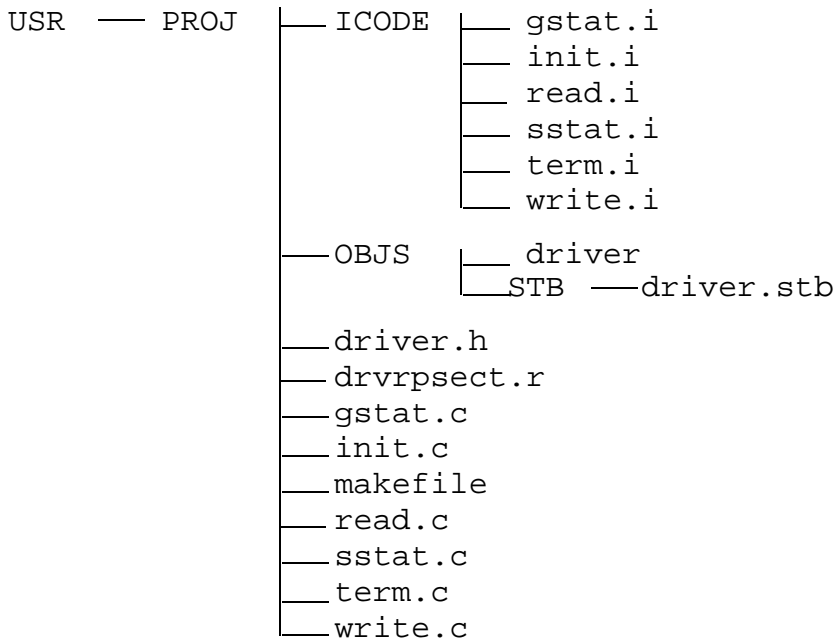 USR PROJ ICODE gstat.i
init.i
read.i
sstat.i
term.i
write.i
OBJS driver
STB driver.stb
driver.h
drvrpsect.r
gstat.c
init.c
makefile
read.c
sstat.c
term.c
write.c